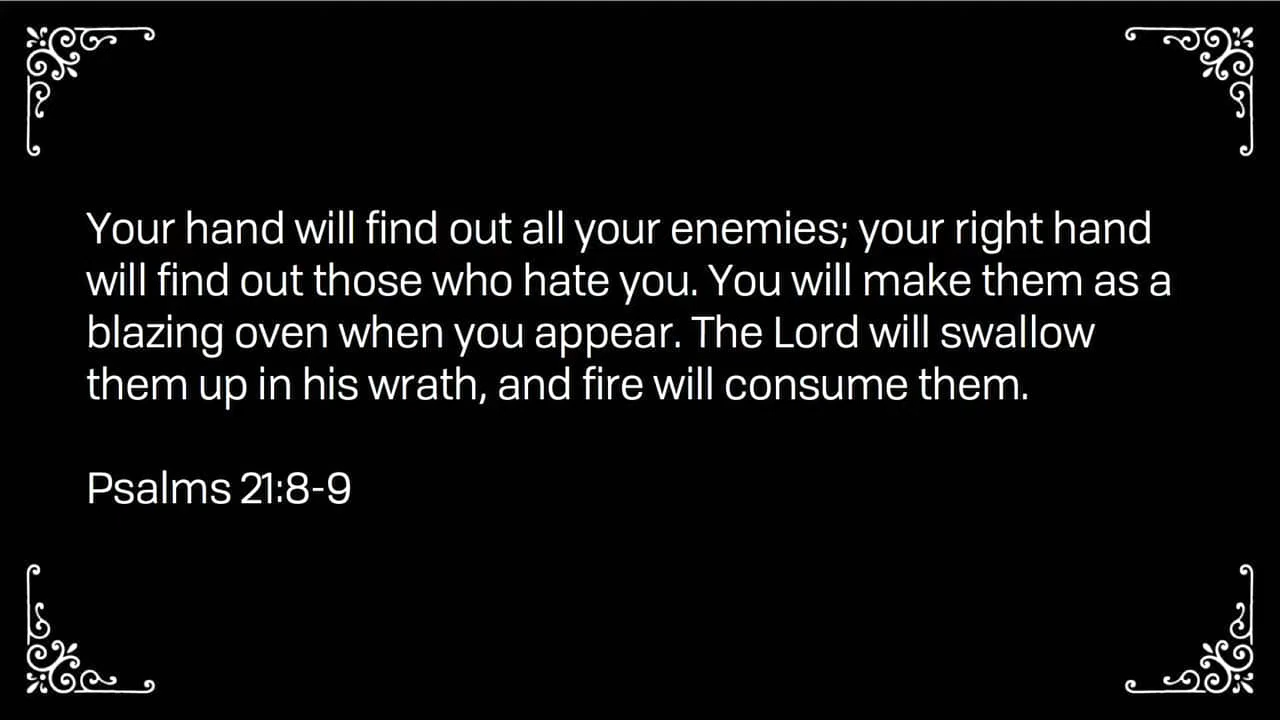 Your hand will find out all your enemies; your right hand
will find out those who hate you. You will make them as a
blazing oven when you appear. The Lord will swallow
them up in his wrath, and fire will consume them.
Psalms 21:8-9